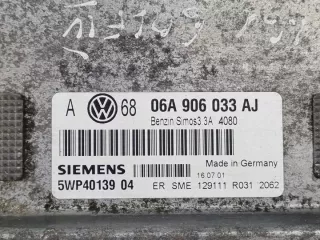 A VW 68 06A 906 033 AJ
Benzin Simos3.3A 4080
SIEMENS Made in Germany
16.07.01
5WP40139 04 ER SME 129111 R031 2062